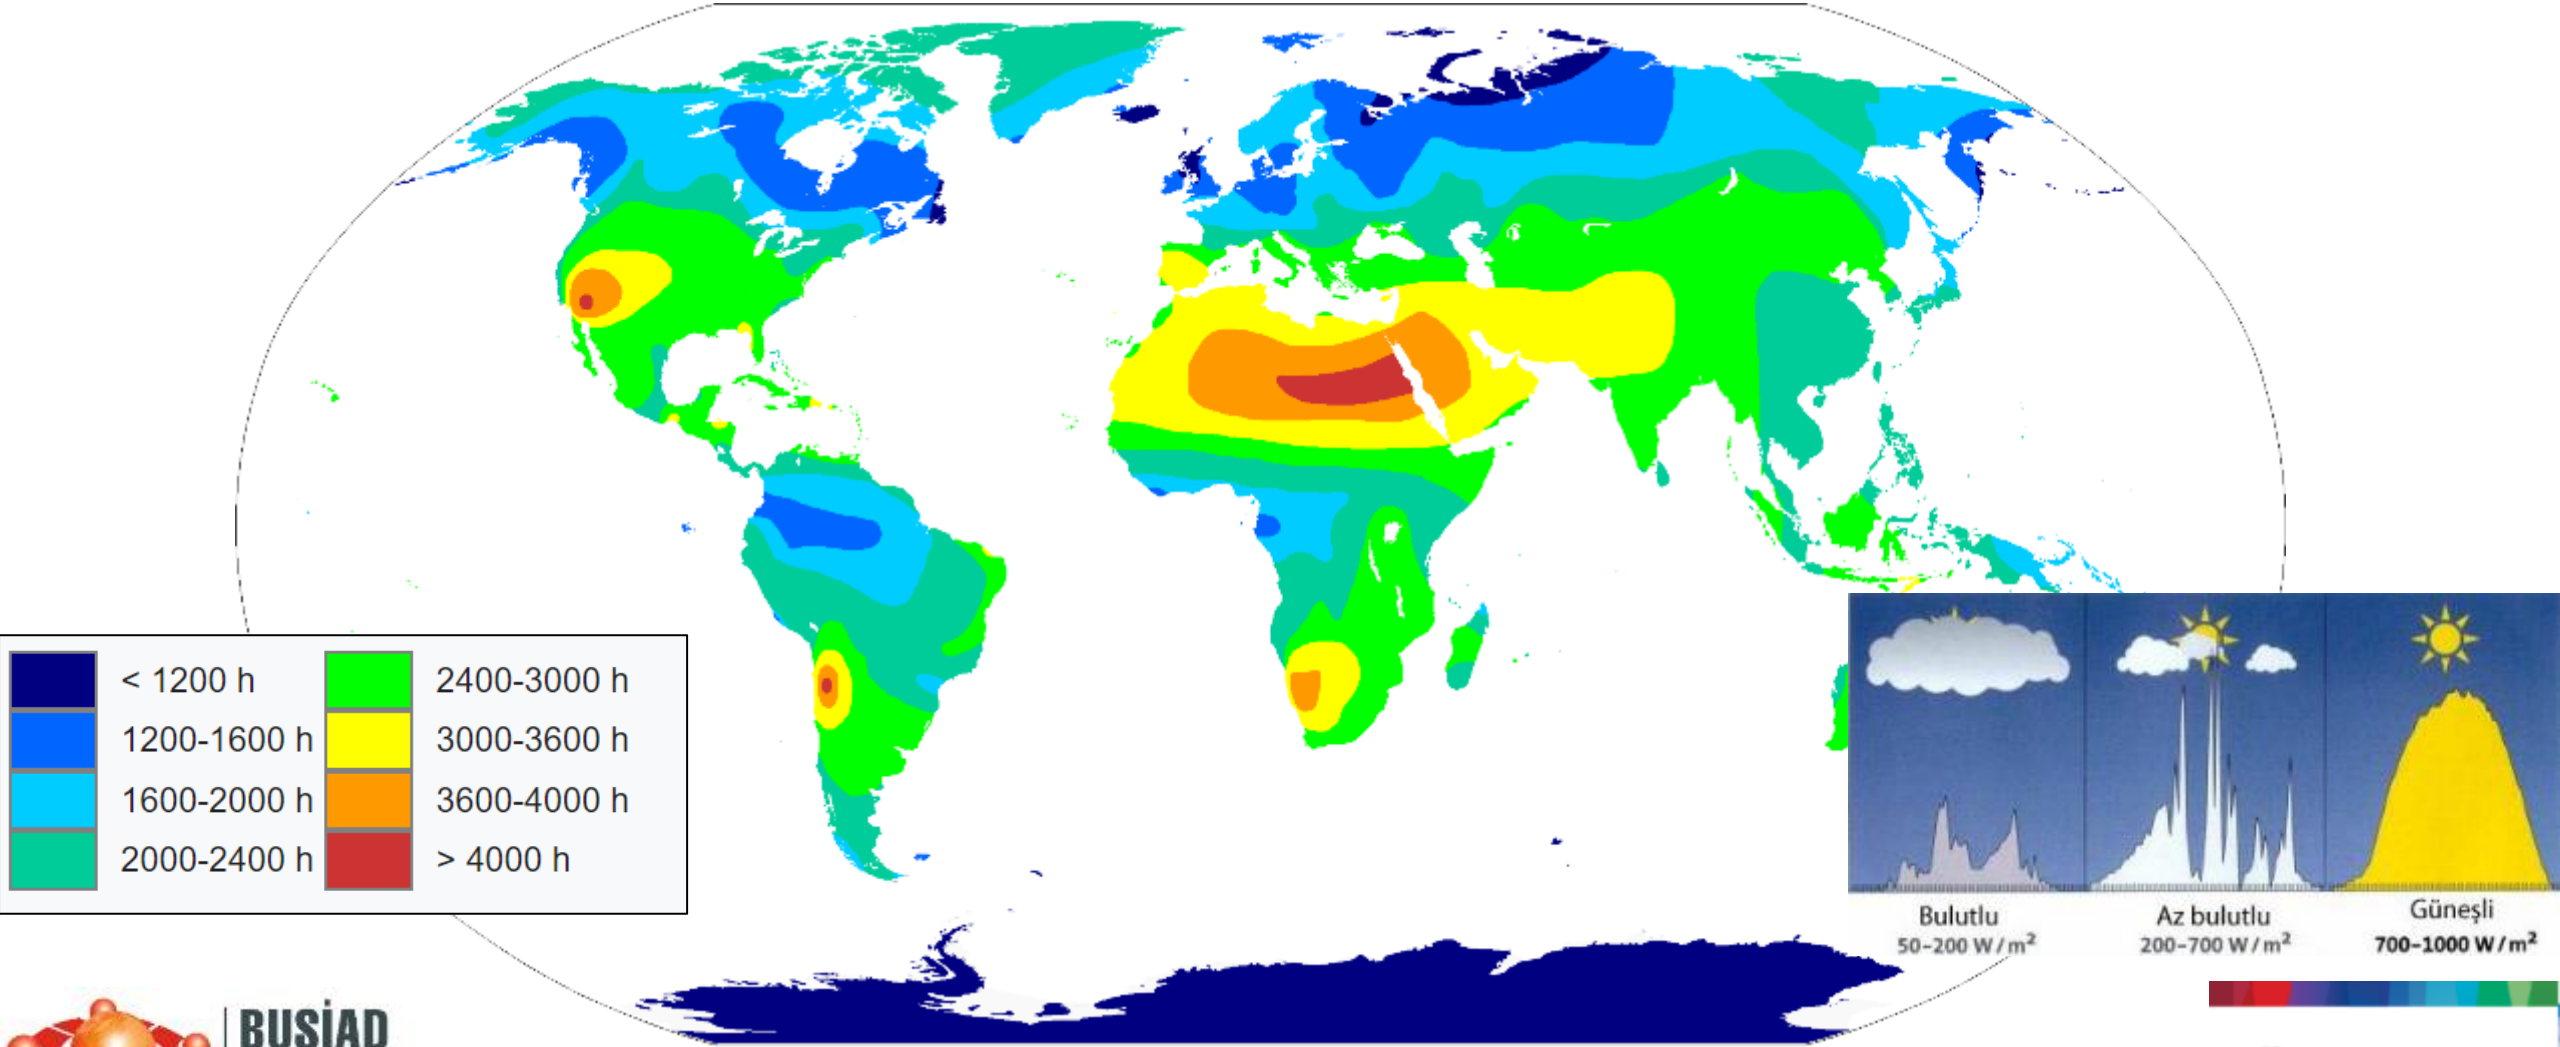 < 1200 h
1200-1600 h
1600-2000 h
2000-2400 h
2400-3000 h
3000-3600 h
3600-4000 h
> 4000 h
Bulutlu
50-200 W/m²
Az bulutlu
200-700 W/m²
Güneşli
700-1000 W/m²
BUSİAD